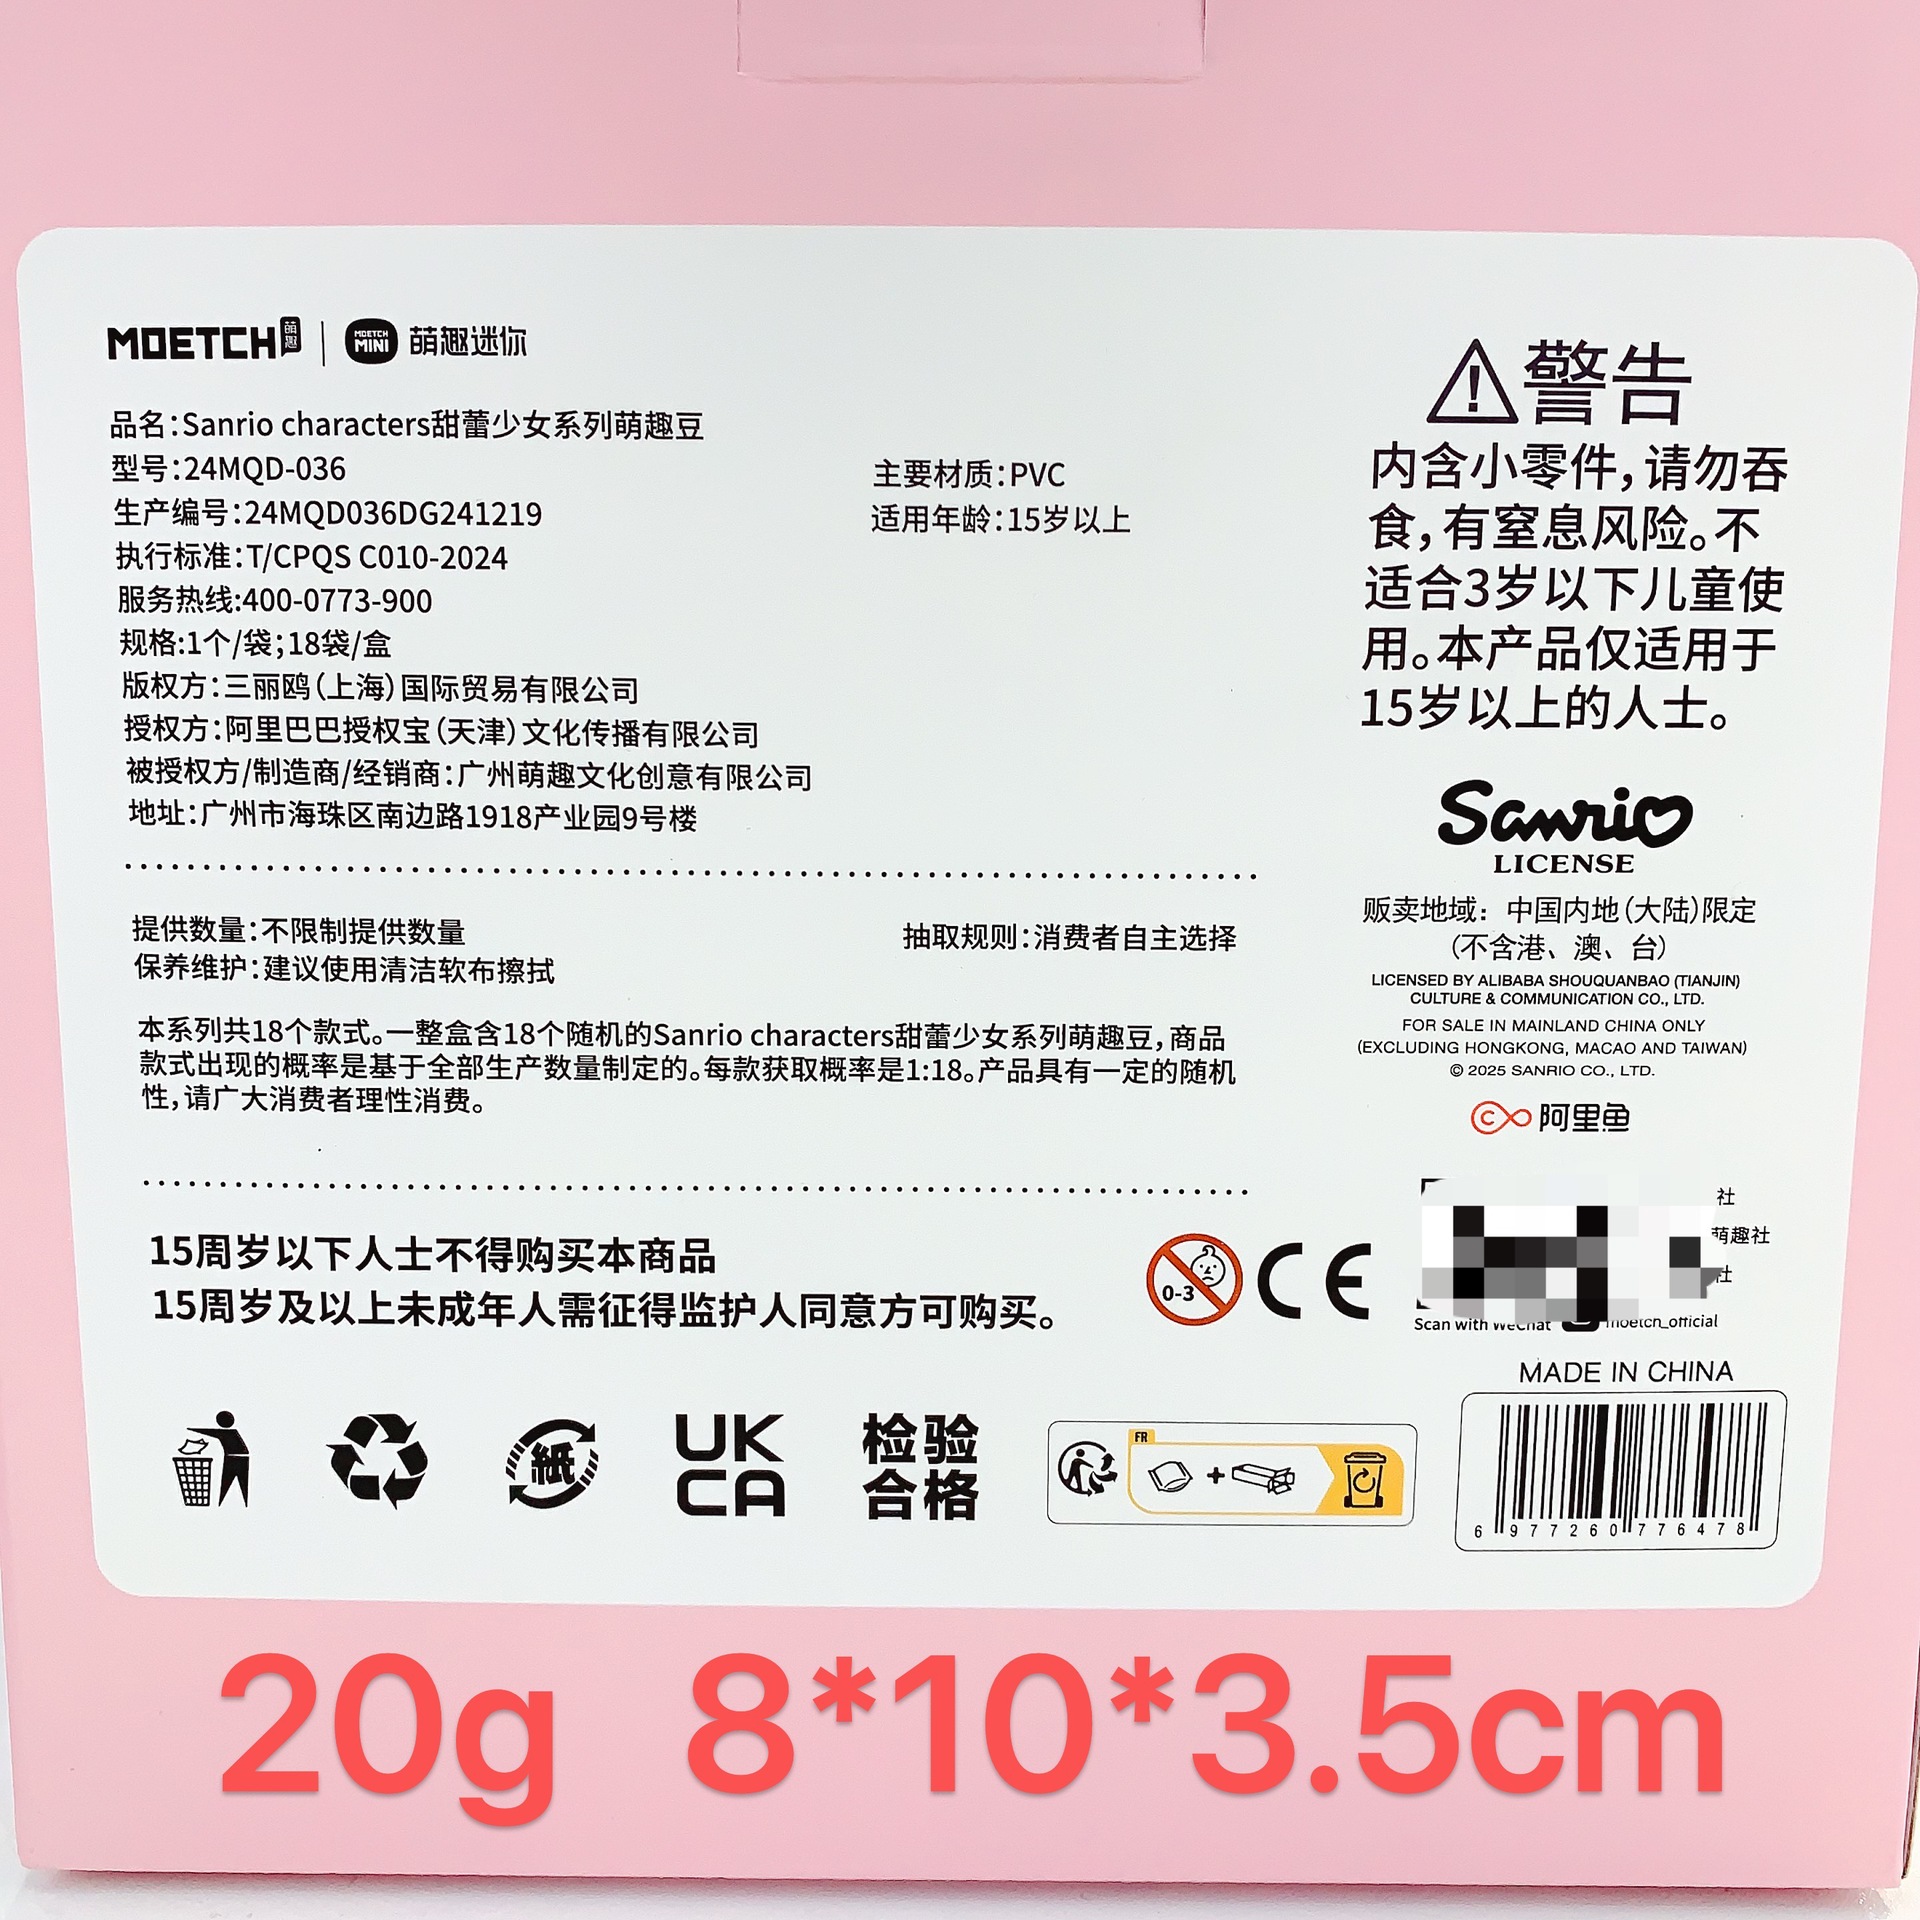 MOETCH 萌趣 | MOETCH MINI 萌趣迷你
品名:Sanrio characters甜蕾少女系列萌趣豆
型号:24MQD-036
生产编号:24MQD036DG241219
执行标准:T/CPQS C010-2024
服务热线:400-0773-900
规格:1个/袋;18袋/盒
版权方:三丽鸥(上海)国际贸易有限公司
授权方:阿里巴巴授权宝(天津)文化传播有限公司
被授权方/制造商/经销商:广州萌趣文化创意有限公司
地址:广州市海珠区南边路1918产业园9号楼
主要材质:PVC
适用年龄:15岁以上
提供数量:不限制提供数量
抽取规则:消费者自主选择
保养维护:建议使用清洁软布擦拭
本系列共18个款式。一整盒含18个随机的Sanrio characters甜蕾少女系列萌趣豆,商品
款式出现的概率是基于全部生产数量制定的。每款获取概率是1:18。产品具有一定的随机
性,请广大消费者理性消费。
15周岁以下人士不得购买本商品
15周岁及以上未成年人需征得监护人同意方可购买。
警告
内含小零件,请勿吞
食,有窒息风险。不
适合3岁以下儿童使
用。本产品仅适用于
15岁以上的人士。
Sanrio
LICENSE
贩卖地域:中国内地(大陆)限定
(不含港、澳、台)
LICENSED BY ALIBABA SHOUQUANBAO (TIANJIN)
CULTURE & COMMUNICATION CO., LTD.
FOR SALE IN MAINLAND CHINA ONLY
(EXCLUDING HONGKONG, MACAO AND TAIWAN)
© 2025 SANRIO CO., LTD.
阿里鱼
社
萌趣社
社
Scan with WeChat moetch_official
0-3 CE
MADE IN CHINA
紙
UK
CA
检验
合格
FR
6 977260 776478
20g 8*10*3.5cm